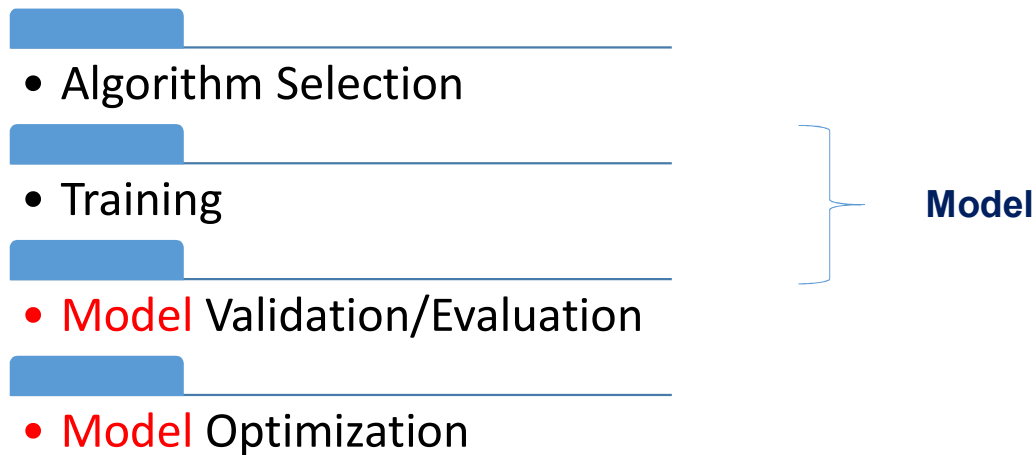 • Algorithm Selection
• Training
Model
• Model Validation/Evaluation
• Model Optimization